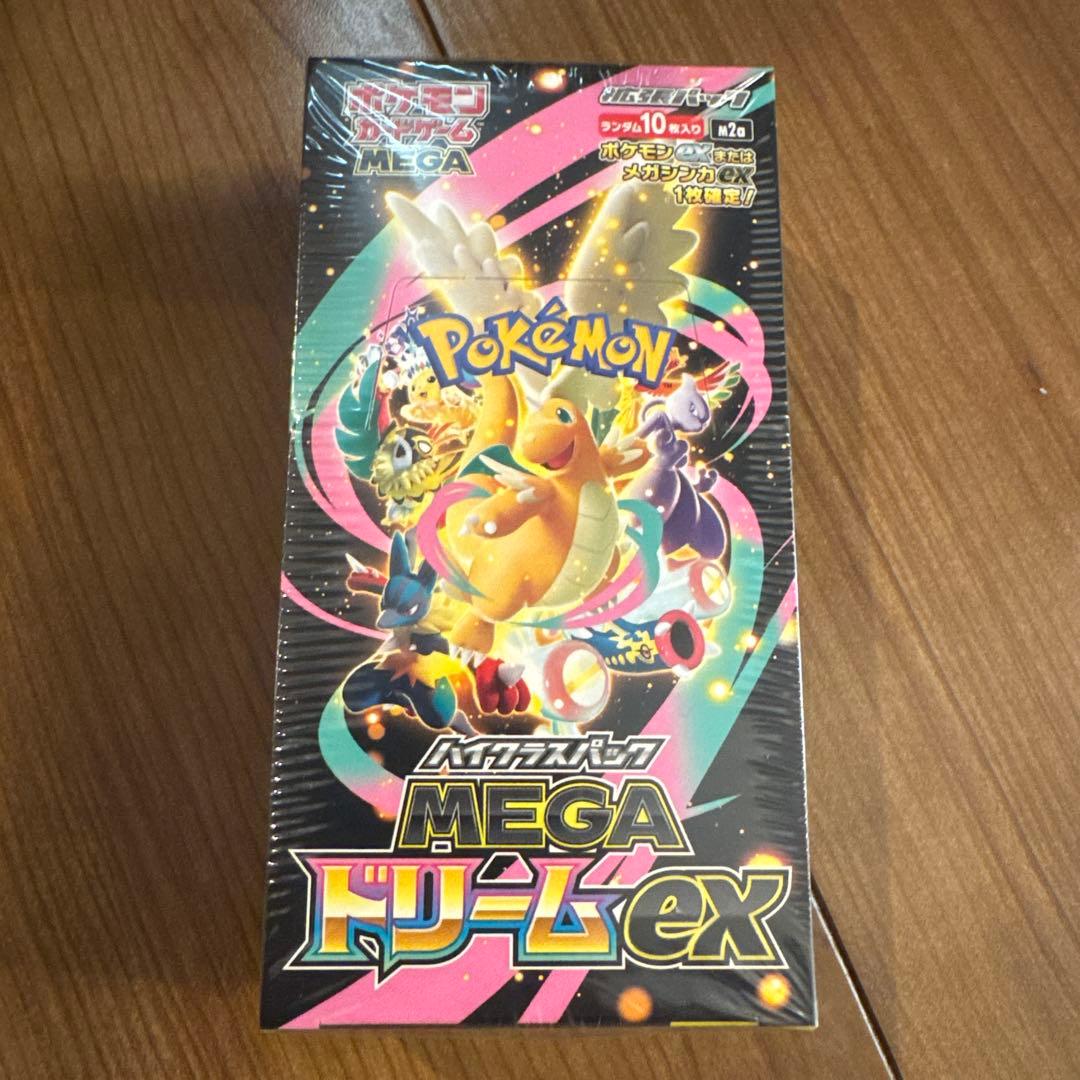 ポケモン
カードゲーム
MEGA
拡張パック
ランダム10枚入り M2a
ポケモンexまたは
メガシンカex
1枚確定!
POKÉMON
TM
ハイクラスパック
MEGA
ドリームex